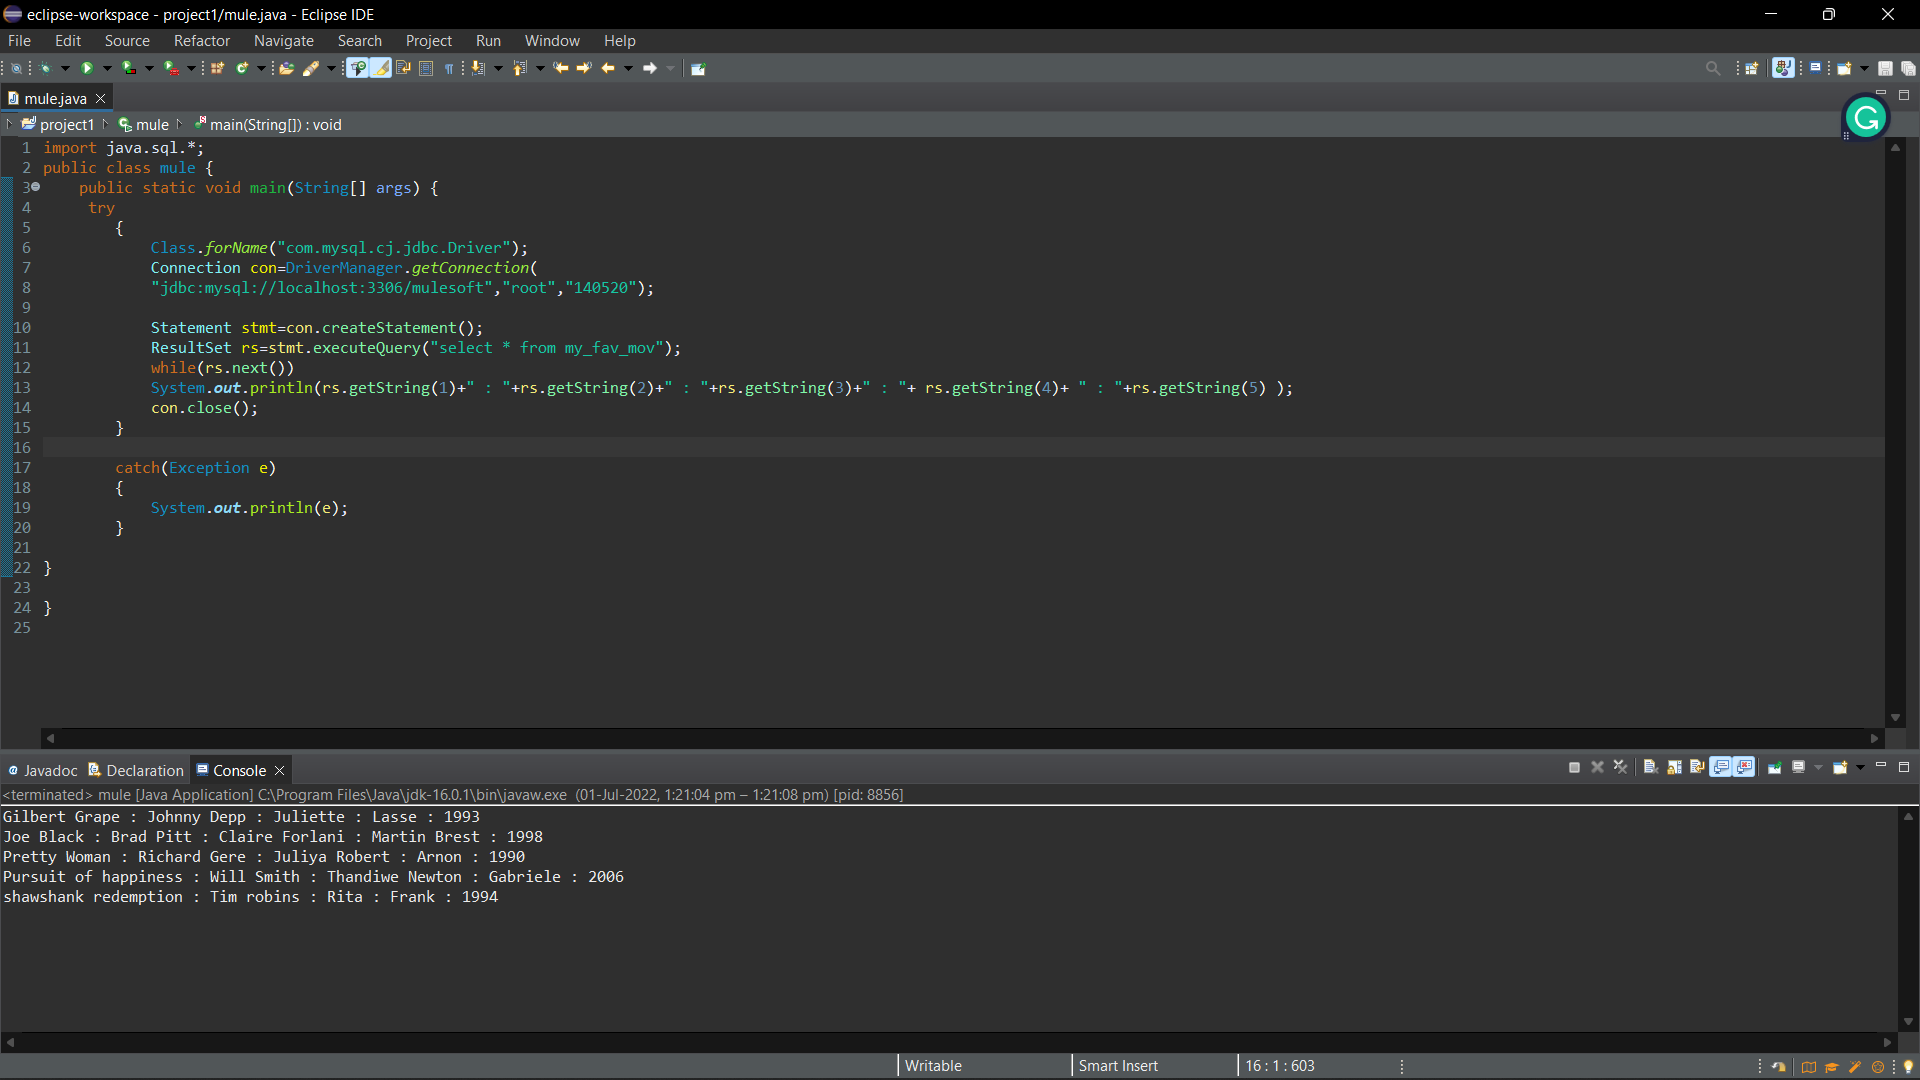 eclipse-workspace - project1/mule.java - Eclipse IDE
File Edit Source Refactor Navigate Search Project Run Window Help
mule.java
project1 mule main(String[]) : void
1 import java.sql.*;
2 public class mule {
3 public static void main(String[] args) {
4 try
5 {
6 Class.forName("com.mysql.cj.jdbc.Driver");
7 Connection con=DriverManager.getConnection(
8 "jdbc:mysql://localhost:3306/mulesoft","root","140520");
9
10 Statement stmt=con.createStatement();
11 ResultSet rs=stmt.executeQuery("select * from my_fav_mov");
12 while(rs.next())
13 System.out.println(rs.getString(1)+" : "+rs.getString(2)+" : "+rs.getString(3)+" : "+ rs.getString(4)+ " : "+rs.getString(5) );
14 con.close();
15 }
16
17 catch(Exception e)
18 {
19 System.out.println(e);
20 }
21
22 }
23
24 }
25
Javadoc Declaration Console
<terminated> mule [Java Application] C:\Program Files\Java\jdk-16.0.1\bin\javaw.exe (01-Jul-2022, 1:21:04 pm – 1:21:08 pm) [pid: 8856]
Gilbert Grape : Johnny Depp : Juliette : Lasse : 1993
Joe Black : Brad Pitt : Claire Forlani : Martin Brest : 1998
Pretty Woman : Richard Gere : Juliya Robert : Arnon : 1990
Pursuit of happiness : Will Smith : Thandiwe Newton : Gabriele : 2006
shawshank redemption : Tim robins : Rita : Frank : 1994
Writable Smart Insert 16 : 1 : 603